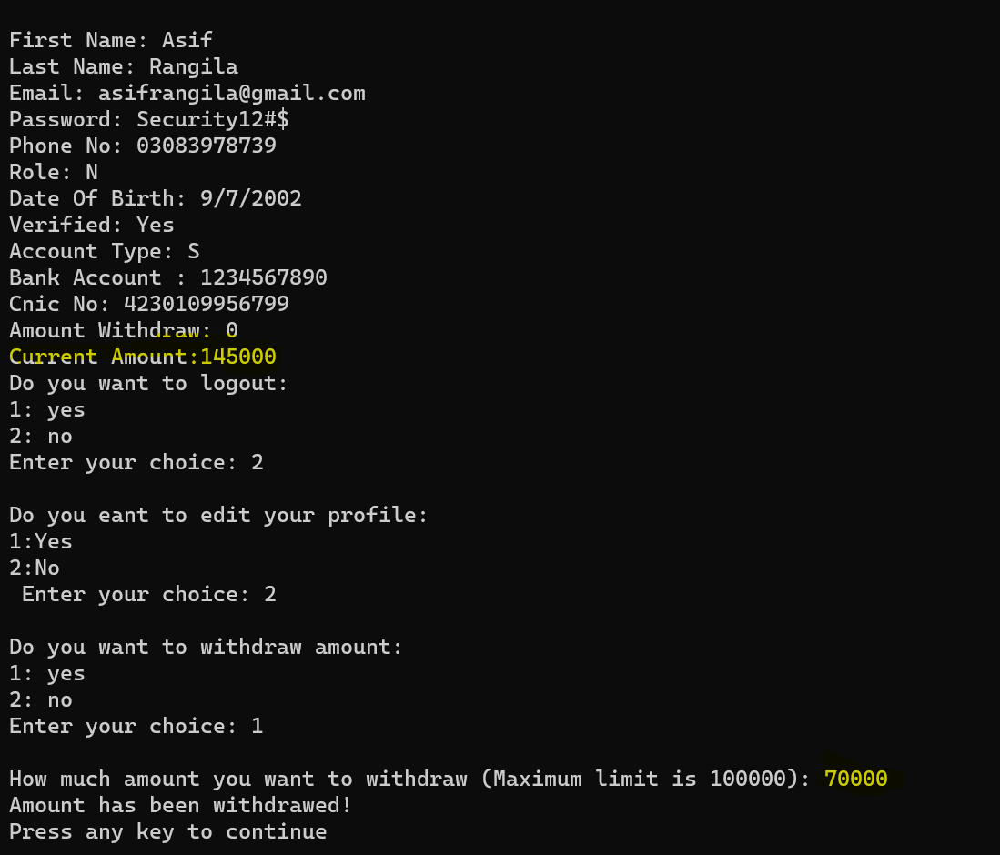 First Name: Asif
Last Name: Rangila
Email: asifrangila@gmail.com
Password: Security12#$
Phone No: 03083978739
Role: N
Date Of Birth: 9/7/2002
Verified: Yes
Account Type: S
Bank Account : 1234567890
Cnic No: 4230109956799
Amount Withdraw: 0
Current Amount:145000
Do you want to logout:
1: yes
2: no
Enter your choice: 2
Do you eant to edit your profile:
1:Yes
2:No
Enter your choice: 2
Do you want to withdraw amount:
1: yes
2: no
Enter your choice: 1
How much amount you want to withdraw (Maximum limit is 100000): 70000
Amount has been withdrawed!
Press any key to continue